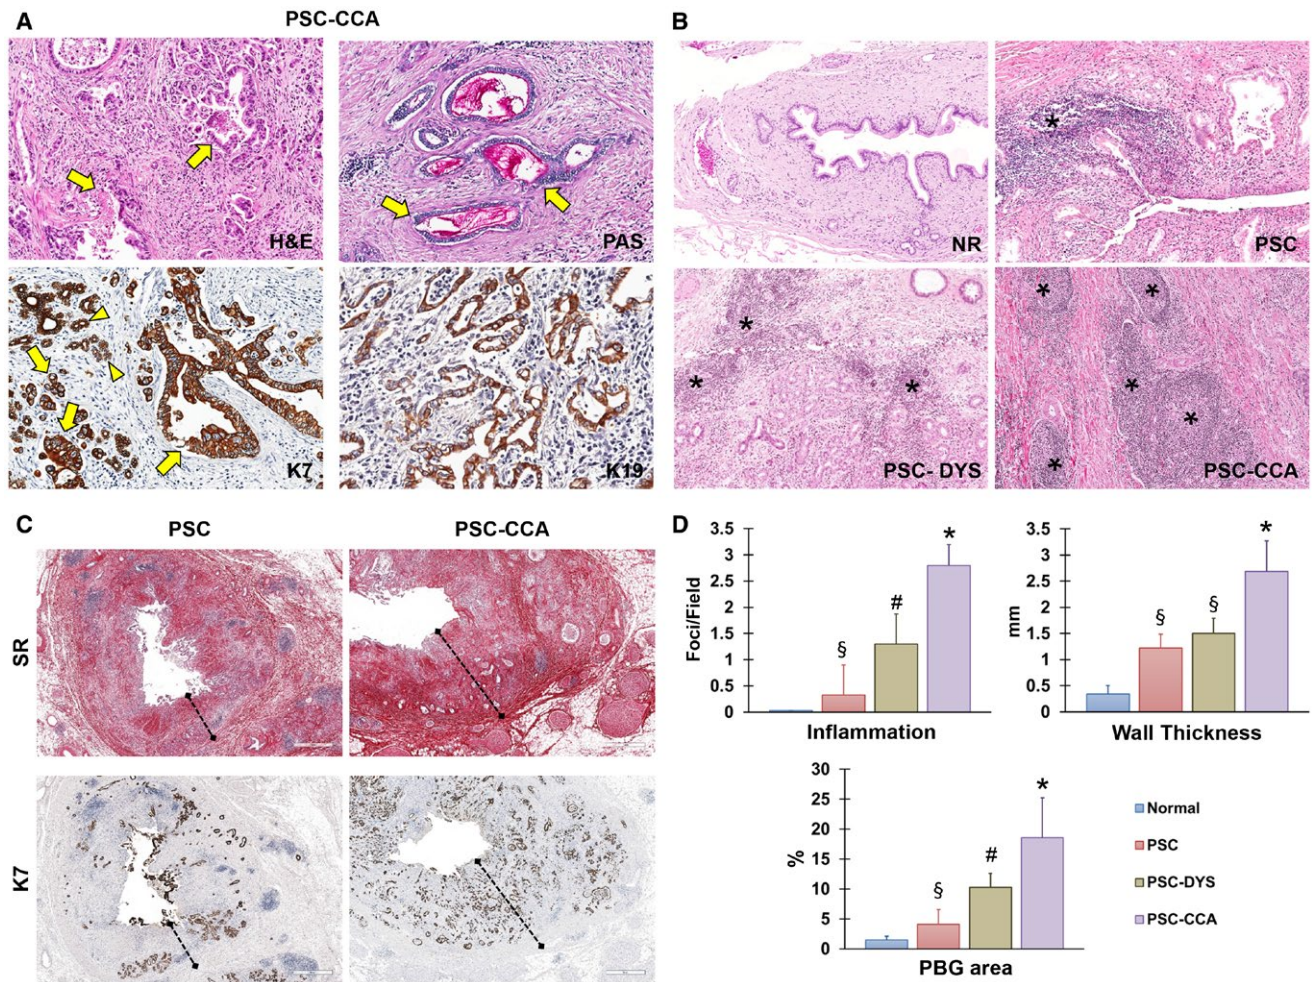 A
PSC-CCA
H&E
PAS
K7
K19
B
NR
PSC
*
PSC- DYS
*
*
*
PSC-CCA
*
*
*
*
*
C
PSC
PSC-CCA
SR
K7
D
Foci/Field
3.5
3
2.5
2
1.5
1
0.5
0
§
#
*
Inflammation
mm
3.5
3
2.5
2
1.5
1
0.5
0
§
§
*
Wall Thickness
%
30
25
20
15
10
5
0
§
#
*
PBG area
Normal
PSC
PSC-DYS
PSC-CCA